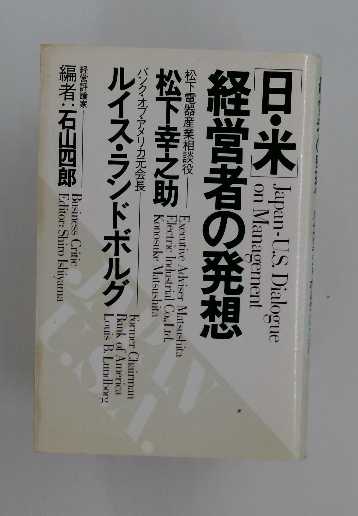 「日・米」
経営者の発想
Japan-U.S. Dialogue
on Management
松下電器産業相談役
松下幸之助
Executive Adviser Matsushita
Electric Industrial Co., Ltd.
Konosuke Matsushita
バンク・オブ・アメリカ元会長
ルイス・ランドボルグ
Former Chairman
Bank of America
Louis B. Lundborg
経営評論家
編者:石山四郎
Business Critic
Editor: Shiro Ishiyama
JAPAN
U.S.A.